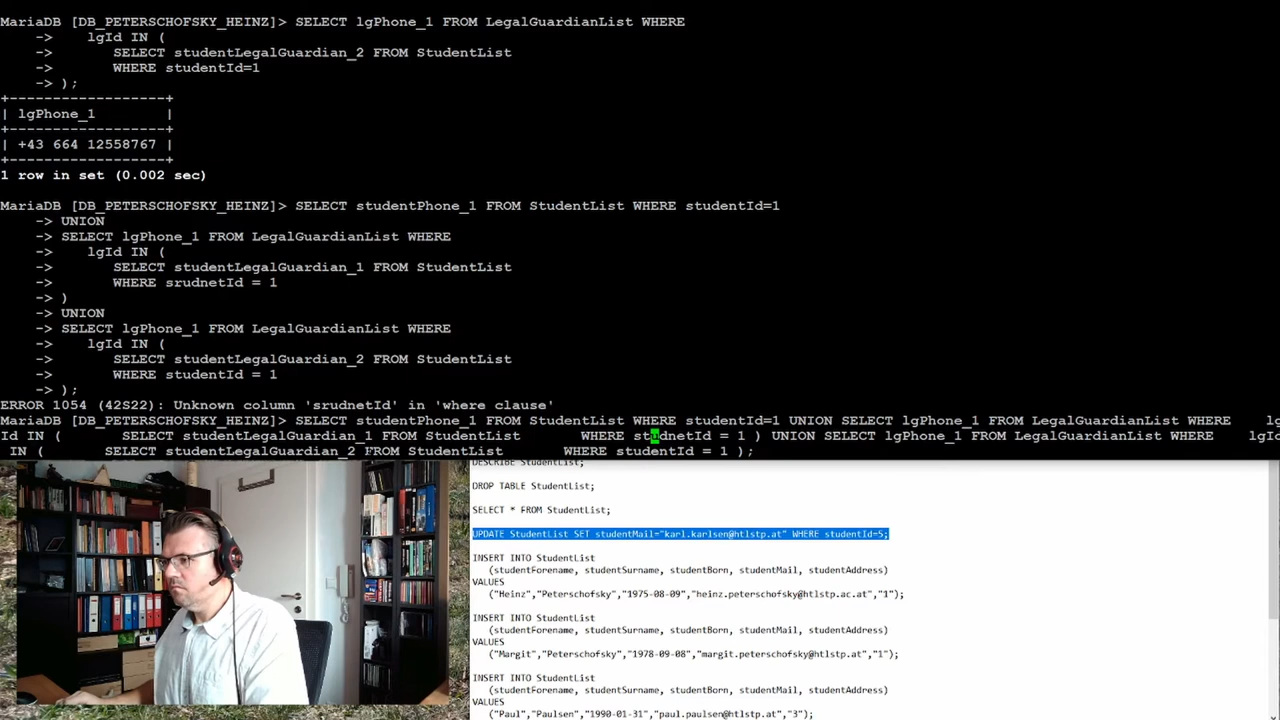 MariaDB [DB_PETERSCHOFSKY_HEINZ]> SELECT lgPhone_1 FROM LegalGuardianList WHERE
    ->    lgId IN (
    ->       SELECT studentLegalGuardian_2 FROM StudentList
    ->       WHERE studentId=1
    -> );
+------------------+
| lgPhone_1        |
+------------------+
| +43 664 12558767 |
+------------------+
1 row in set (0.002 sec)
MariaDB [DB_PETERSCHOFSKY_HEINZ]> SELECT studentPhone_1 FROM StudentList WHERE studentId=1
    -> UNION
    -> SELECT lgPhone_1 FROM LegalGuardianList WHERE
    ->    lgId IN (
    ->       SELECT studentLegalGuardian_1 FROM StudentList
    ->       WHERE srudnetId = 1
    -> )
    -> UNION
    -> SELECT lgPhone_1 FROM LegalGuardianList WHERE
    ->    lgId IN (
    ->       SELECT studentLegalGuardian_2 FROM StudentList
    ->       WHERE studentId = 1
    -> );
ERROR 1054 (42S22): Unknown column 'srudnetId' in 'where clause'
MariaDB [DB_PETERSCHOFSKY_HEINZ]> SELECT studentPhone_1 FROM StudentList WHERE studentId=1 UNION SELECT lgPhone_1 FROM LegalGuardianList WHERE    lg
Id IN (       SELECT studentLegalGuardian_1 FROM StudentList       WHERE studnetId = 1 ) UNION SELECT lgPhone_1 FROM LegalGuardianList WHERE    lgId
 IN (       SELECT studentLegalGuardian_2 FROM StudentList       WHERE studentId = 1 );
DESCRIBE StudentList;
DROP TABLE StudentList;
SELECT * FROM StudentList;
UPDATE StudentList SET studentMail="karl.karlsen@htlstp.at" WHERE studentId=5;
INSERT INTO StudentList
(studentForename, studentSurname, studentBorn, studentMail, studentAddress)
VALUES
("Heinz","Peterschofsky","1975-08-09","heinz.peterschofsky@htlstp.ac.at","1");
INSERT INTO StudentList
(studentForename, studentSurname, studentBorn, studentMail, studentAddress)
VALUES
("Margit","Peterschofsky","1978-09-08","margit.peterschofsky@htlstp.at","1");
INSERT INTO StudentList
(studentForename, studentSurname, studentBorn, studentMail, studentAddress)
VALUES
("Paul","Paulsen","1990-01-31","paul.paulsen@htlstp.at","3");